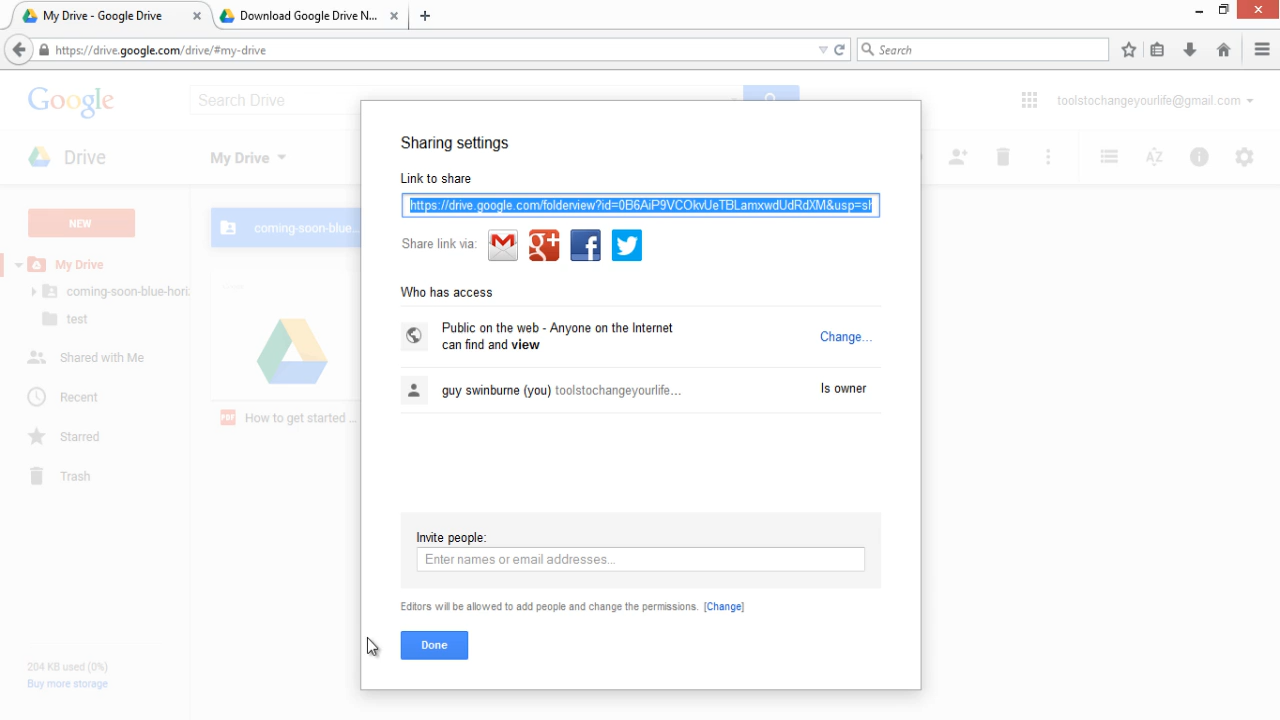 My Drive - Google Drive
Download Google Drive N...
https://drive.google.com/drive/#my-drive
Search
Google
Search Drive
toolstochangeyourlife@gmail.com
Drive
My Drive
NEW
My Drive
coming-soon-blue-hori
test
Shared with Me
Recent
Starred
Trash
204 KB used (0%)
Buy more storage
coming-soon-blue...
PDF
How to get started ...
Sharing settings
Link to share
https://drive.google.com/folderview?id=0B6AiP9VCOkvUeTBLamxwdUdRdXM&usp=sh
Share link via:
Who has access
Public on the web - Anyone on the Internet
can find and view
Change...
guy swinburne (you) toolstochangeyourlife...
Is owner
Invite people:
Enter names or email addresses...
Editors will be allowed to add people and change the permissions. [Change]
Done